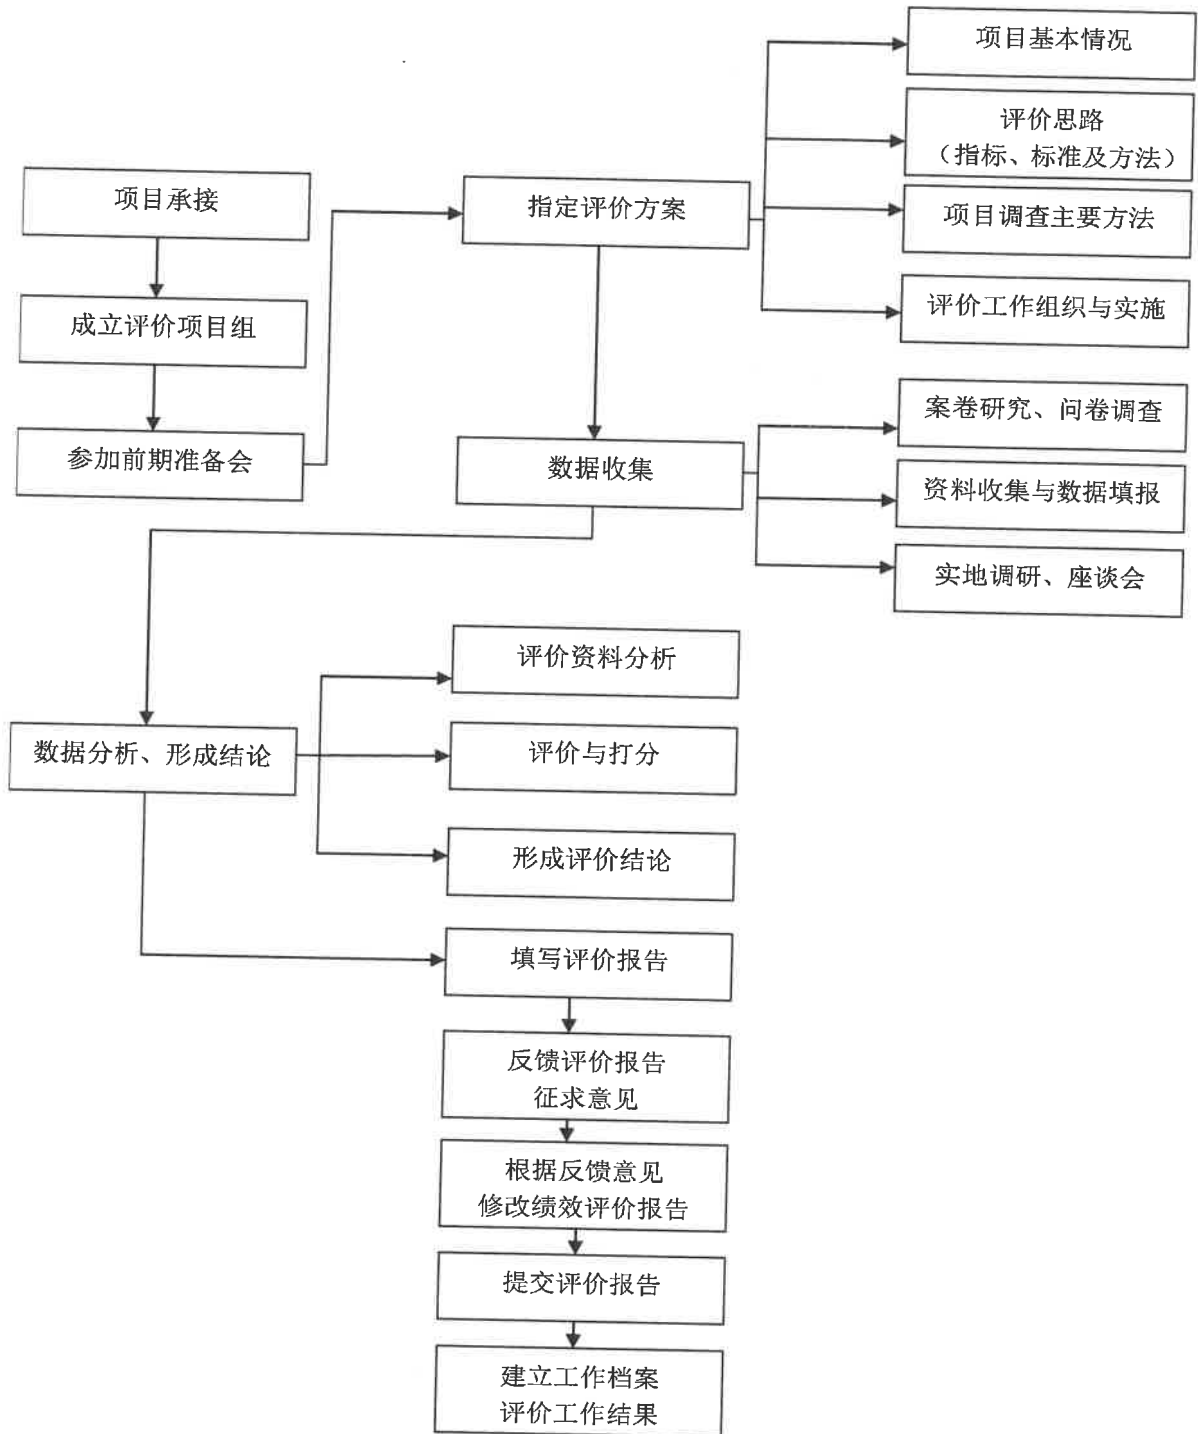 项目承接
成立评价项目组
参加前期准备会
指定评价方案
项目基本情况
评价思路
（指标、标准及方法）
项目调查主要方法
评价工作组织与实施
数据收集
案卷研究、问卷调查
资料收集与数据填报
实地调研、座谈会
数据分析、形成结论
评价资料分析
评价与打分
形成评价结论
填写评价报告
反馈评价报告
征求意见
根据反馈意见
修改绩效评价报告
提交评价报告
建立工作档案
评价工作结果